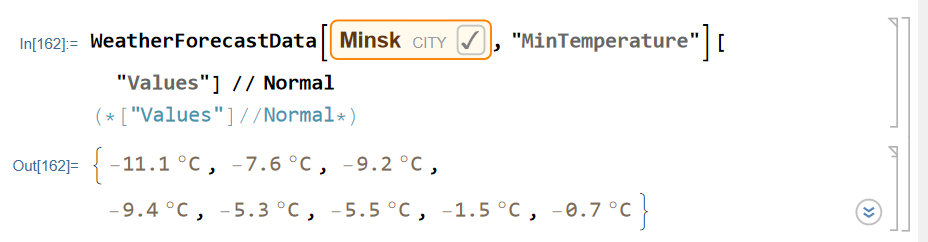 In[162]:= WeatherForecastData[Minsk CITY ✓, "MinTemperature"][
"Values"] // Normal
(*["Values"]//Normal*)
Out[162]= {-11.1 °C, -7.6 °C, -9.2 °C,
-9.4 °C, -5.3 °C, -5.5 °C, -1.5 °C, -0.7 °C}